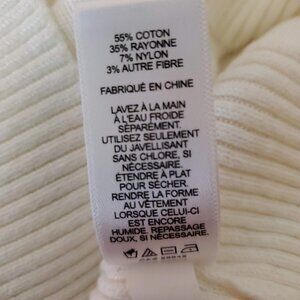 55% COTON
35% RAYONNE
7% NYLON
3% AUTRE FIBRE
FABRIQUÉ EN CHINE
LAVEZ À LA MAIN
À L'EAU FROIDE
SÉPARÉMENT.
UTILISEZ SEULEMENT
DU JAVELLISANT
SANS CHLORE, SI
NÉCESSAIRE.
ÉTENDRE À PLAT
POUR SÉCHER.
RENDRE LA FORME
AU VÊTEMENT
LORSQUE CELUI-CI
EST ENCORE
HUMIDE. REPASSAGE
DOUX, SI NÉCESSAIRE.